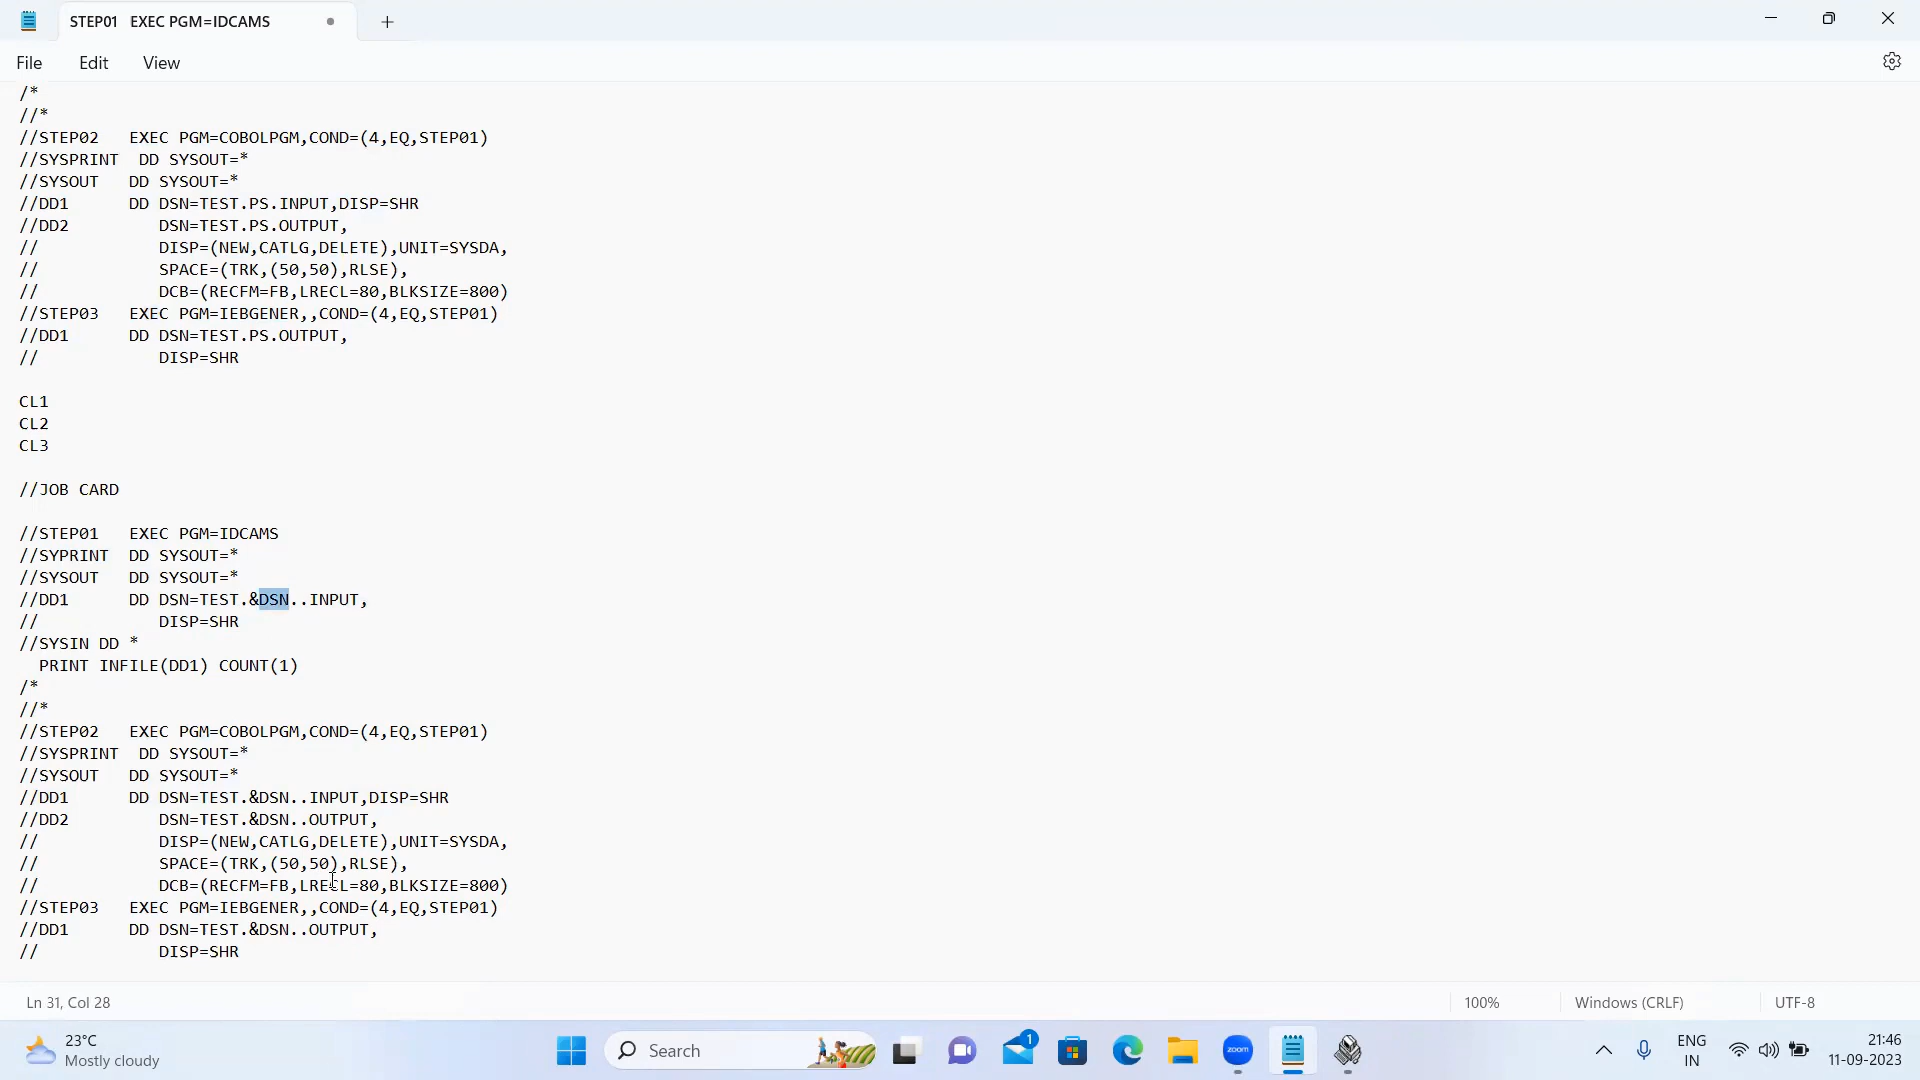 STEP01   EXEC PGM=IDCAMS
File Edit View
/*
//*
//STEP02   EXEC PGM=COBOLPGM,COND=(4,EQ,STEP01)
//SYSPRINT  DD SYSOUT=*
//SYSOUT   DD SYSOUT=*
//DD1      DD DSN=TEST.PS.INPUT,DISP=SHR
//DD2         DSN=TEST.PS.OUTPUT,
//            DISP=(NEW,CATLG,DELETE),UNIT=SYSDA,
//            SPACE=(TRK,(50,50),RLSE),
//            DCB=(RECFM=FB,LRECL=80,BLKSIZE=800)
//STEP03   EXEC PGM=IEBGENER,,COND=(4,EQ,STEP01)
//DD1      DD DSN=TEST.PS.OUTPUT,
//            DISP=SHR
CL1
CL2
CL3
//JOB CARD
//STEP01   EXEC PGM=IDCAMS
//SYPRINT  DD SYSOUT=*
//SYSOUT   DD SYSOUT=*
//DD1      DD DSN=TEST.&DSN..INPUT,
//            DISP=SHR
//SYSIN DD *
  PRINT INFILE(DD1) COUNT(1)
/*
//*
//STEP02   EXEC PGM=COBOLPGM,COND=(4,EQ,STEP01)
//SYSPRINT  DD SYSOUT=*
//SYSOUT   DD SYSOUT=*
//DD1      DD DSN=TEST.&DSN..INPUT,DISP=SHR
//DD2         DSN=TEST.&DSN..OUTPUT,
//            DISP=(NEW,CATLG,DELETE),UNIT=SYSDA,
//            SPACE=(TRK,(50,50),RLSE),
//            DCB=(RECFM=FB,LRECL=80,BLKSIZE=800)
//STEP03   EXEC PGM=IEBGENER,,COND=(4,EQ,STEP01)
//DD1      DD DSN=TEST.&DSN..OUTPUT,
//            DISP=SHR
Ln 31, Col 28 100% Windows (CRLF) UTF-8
23°C
Mostly cloudy
Search
1
zoom
ENG
IN
21:46
11-09-2023